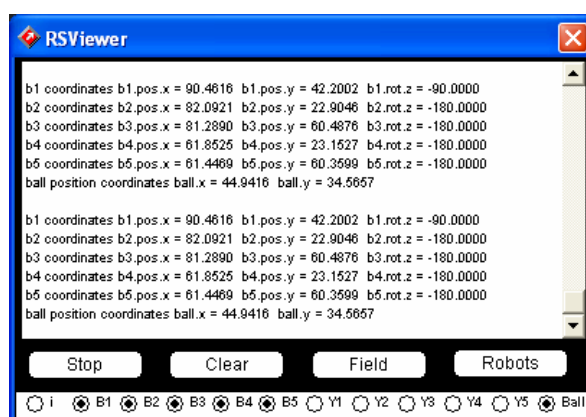 RSViewer
b1 coordinates b1.pos.x = 90.4616 b1.pos.y = 42.2002 b1.rot.z = -90.0000
b2 coordinates b2.pos.x = 82.0921 b2.pos.y = 22.9046 b2.rot.z = -180.0000
b3 coordinates b3.pos.x = 81.2890 b3.pos.y = 60.4876 b3.rot.z = -180.0000
b4 coordinates b4.pos.x = 61.8525 b4.pos.y = 23.1527 b4.rot.z = -180.0000
b5 coordinates b5.pos.x = 61.4469 b5.pos.y = 60.3599 b5.rot.z = -180.0000
ball position coordinates ball.x = 44.9416 ball.y = 34.5657
b1 coordinates b1.pos.x = 90.4616 b1.pos.y = 42.2002 b1.rot.z = -90.0000
b2 coordinates b2.pos.x = 82.0921 b2.pos.y = 22.9046 b2.rot.z = -180.0000
b3 coordinates b3.pos.x = 81.2890 b3.pos.y = 60.4876 b3.rot.z = -180.0000
b4 coordinates b4.pos.x = 61.8525 b4.pos.y = 23.1527 b4.rot.z = -180.0000
b5 coordinates b5.pos.x = 61.4469 b5.pos.y = 60.3599 b5.rot.z = -180.0000
ball position coordinates ball.x = 44.9416 ball.y = 34.5657
Stop Clear Field Robots
i B1 B2 B3 B4 B5 Y1 Y2 Y3 Y4 Y5 Ball